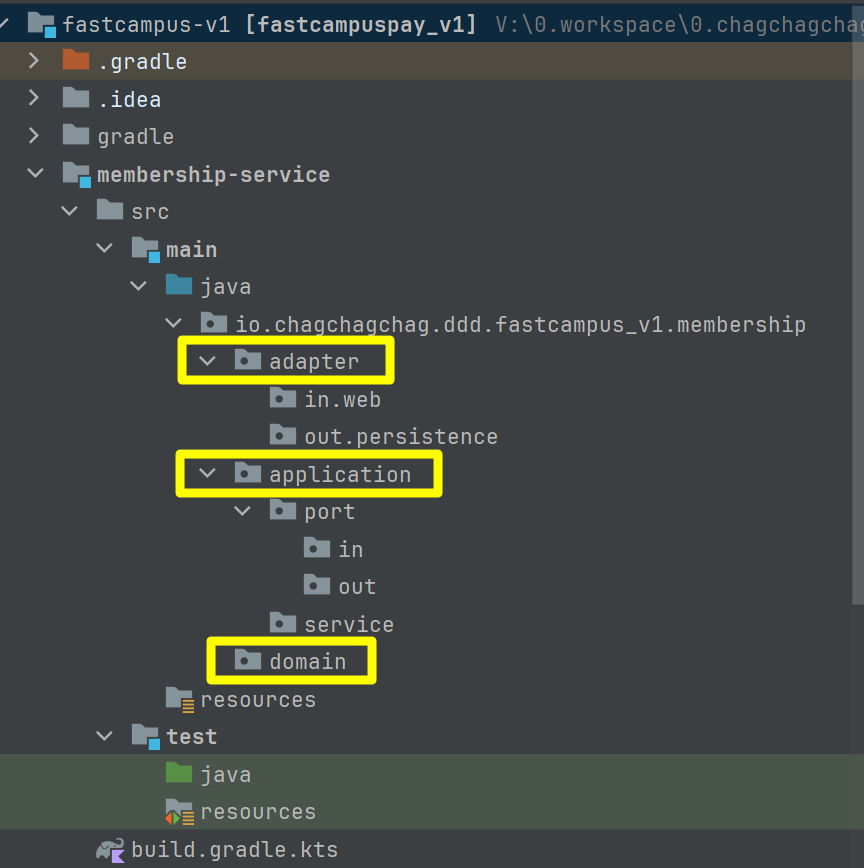 fastcampus-v1 [fastcampuspay_v1] V:\0.workspace\0.chagchagchag
.gradle
.idea
gradle
membership-service
src
main
java
io.chagchagchag.ddd.fastcampus_v1.membership
adapter
in.web
out.persistence
application
port
in
out
service
domain
resources
test
java
resources
build.gradle.kts